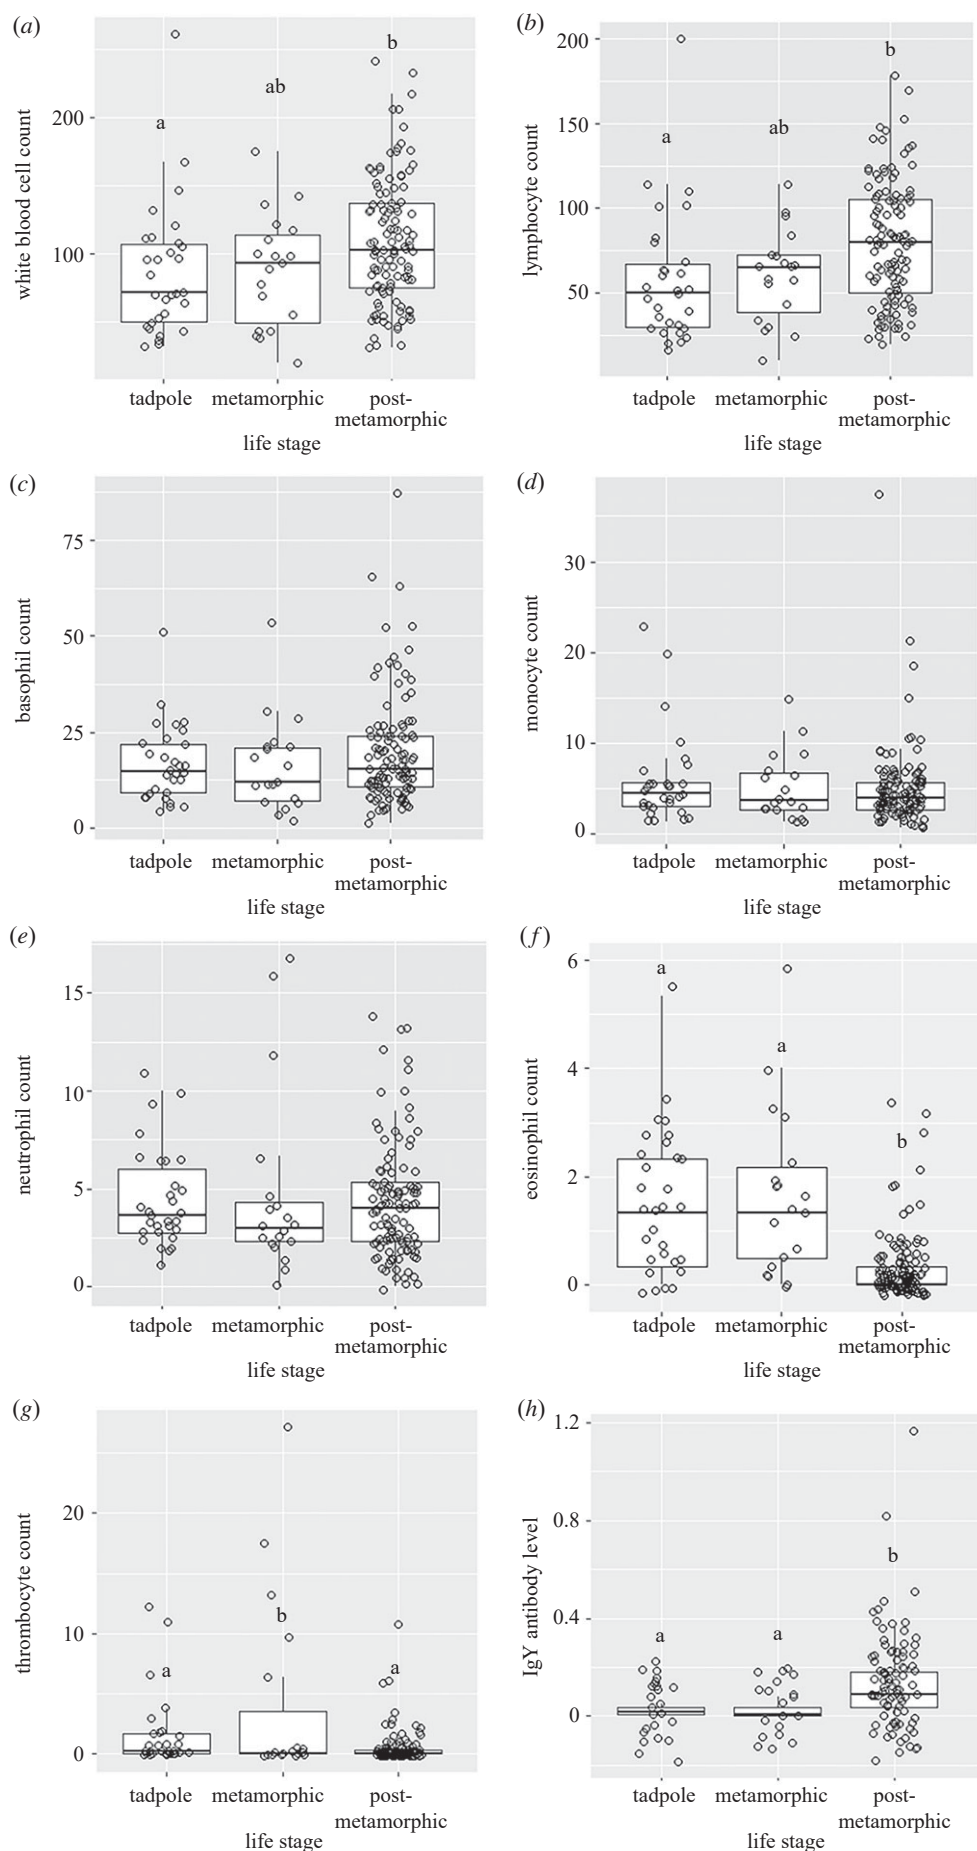 (a)
white blood cell count
200
100
a
ab
b
tadpole
metamorphic
post-
metamorphic
life stage
(b)
lymphocyte count
200
150
100
50
a
ab
b
tadpole
metamorphic
post-
metamorphic
life stage
(c)
basophil count
75
50
25
0
tadpole
metamorphic
post-
metamorphic
life stage
(d)
monocyte count
30
20
10
0
tadpole
metamorphic
post-
metamorphic
life stage
(e)
neutrophil count
15
10
5
0
tadpole
metamorphic
post-
metamorphic
life stage
(f)
eosinophil count
6
4
2
0
a
a
b
tadpole
metamorphic
post-
metamorphic
life stage
(g)
thrombocyte count
20
10
0
a
b
a
tadpole
metamorphic
post-
metamorphic
life stage
(h)
IgY antibody level
1.2
0.8
0.4
0
a
a
b
tadpole
metamorphic
post-
metamorphic
life stage